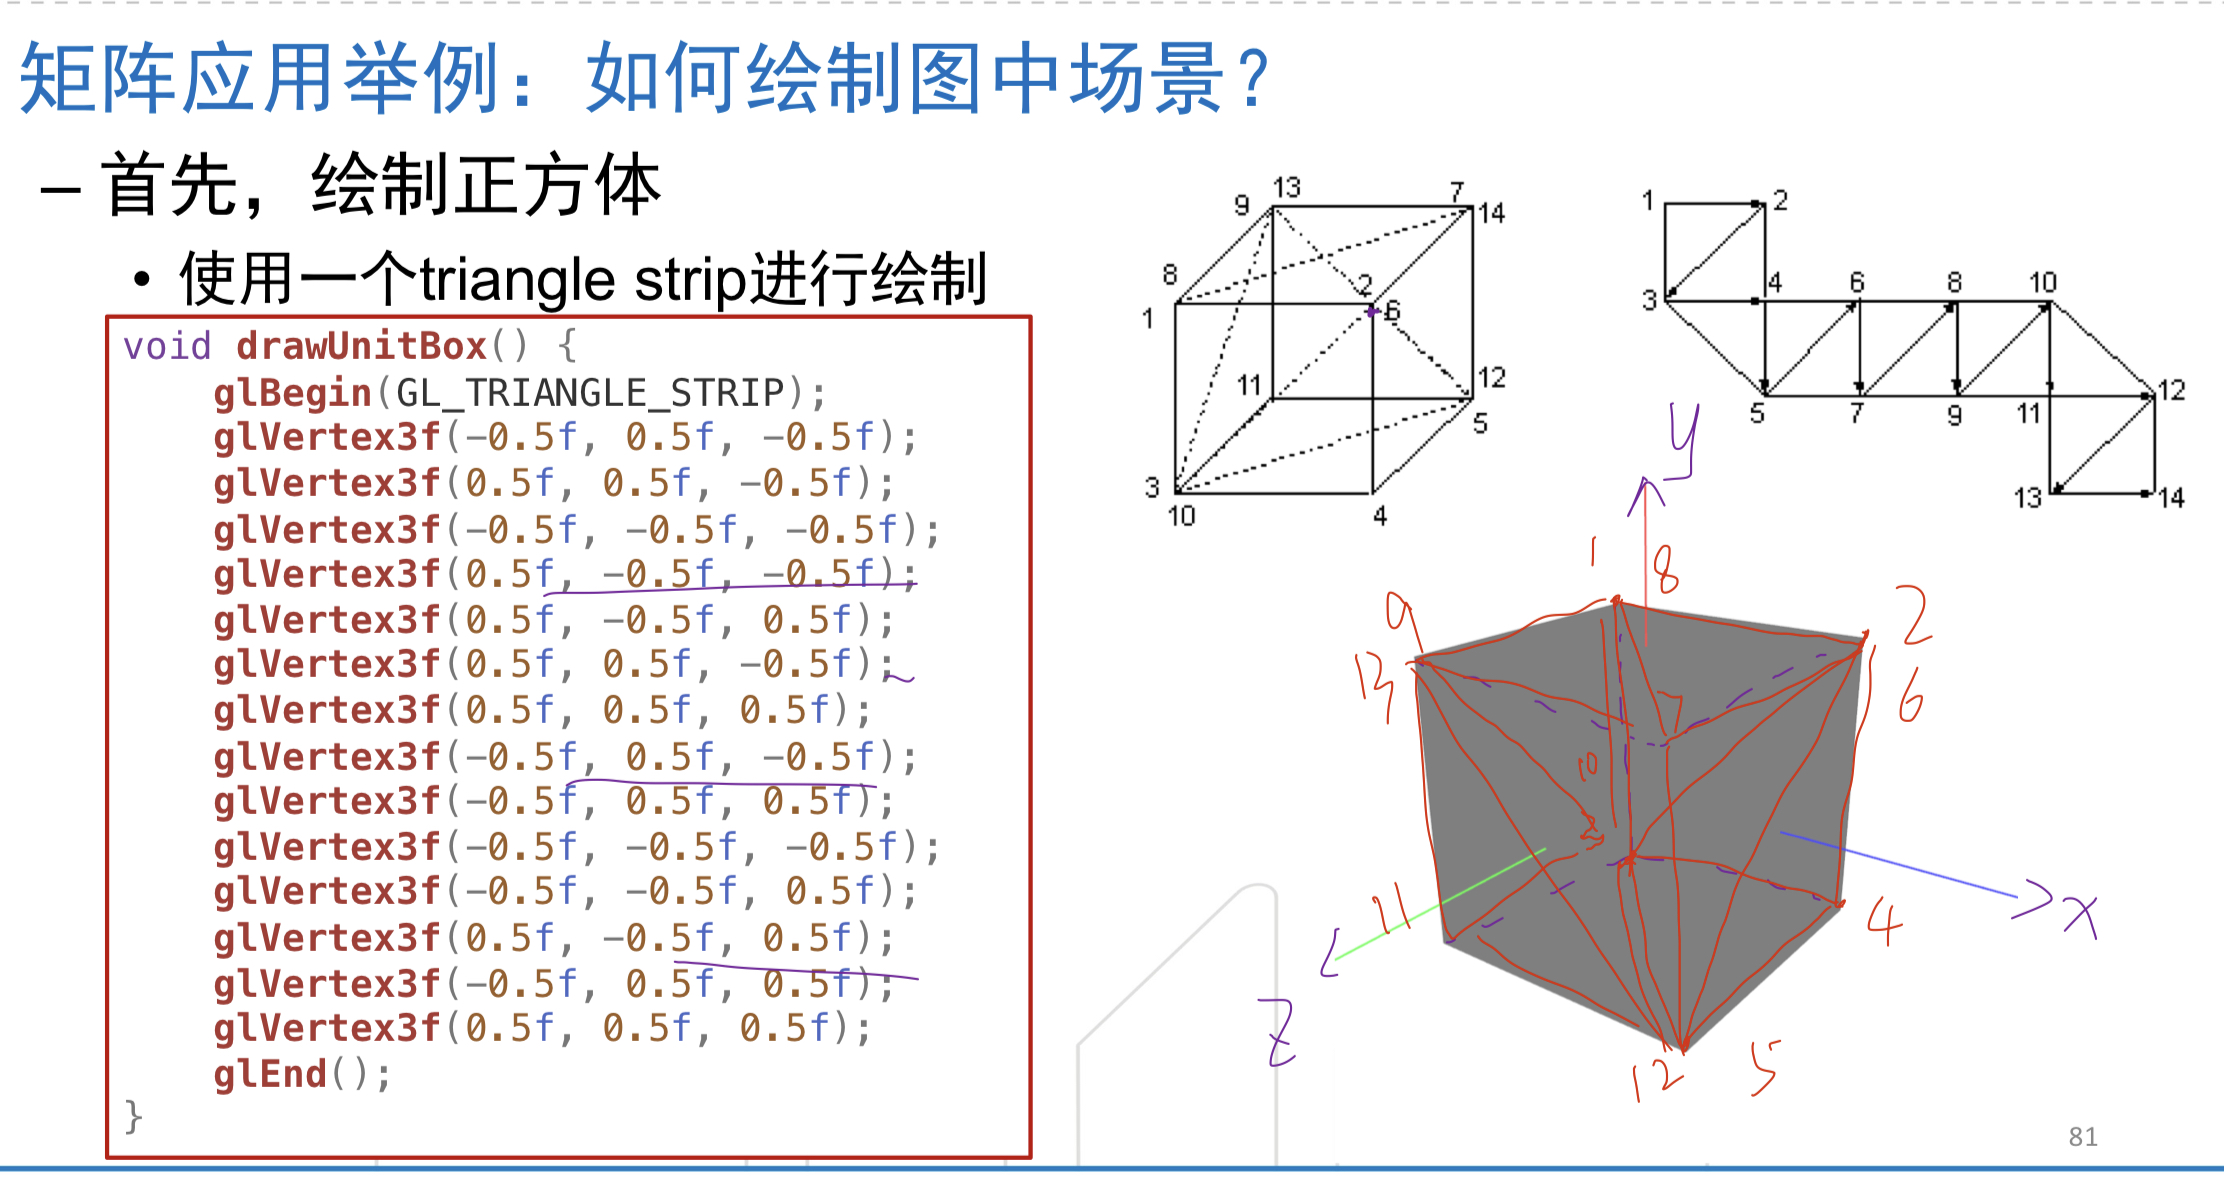 矩阵应用举例：如何绘制图中场景?
– 首先，绘制正方体
• 使用一个triangle strip进行绘制
void drawUnitBox() {
glBegin(GL_TRIANGLE_STRIP);
glVertex3f(−0.5f, 0.5f, −0.5f);
glVertex3f(0.5f, 0.5f, −0.5f);
glVertex3f(−0.5f, −0.5f, −0.5f);
glVertex3f(0.5f, −0.5f, −0.5f);
glVertex3f(0.5f, −0.5f, 0.5f);
glVertex3f(0.5f, 0.5f, −0.5f);
glVertex3f(0.5f, 0.5f, 0.5f);
glVertex3f(−0.5f, 0.5f, −0.5f);
glVertex3f(−0.5f, 0.5f, 0.5f);
glVertex3f(−0.5f, −0.5f, −0.5f);
glVertex3f(−0.5f, −0.5f, 0.5f);
glVertex3f(0.5f, −0.5f, 0.5f);
glVertex3f(−0.5f, 0.5f, 0.5f);
glVertex3f(0.5f, 0.5f, 0.5f);
glEnd();
}
9 13 7 14
8 2
1 6
11 12
5
3
10 4
1 2
3 4 6 8 10
5 7 9 11 12
13 14
y
1 8
9 2
13 6
7
10
3
11 4
x
z
12 5
81